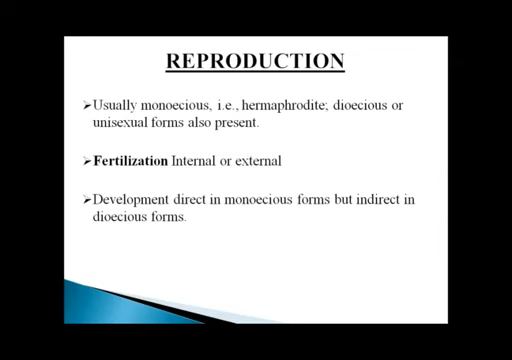 REPRODUCTION
➢Usually monoecious, i.e., hermaphrodite; dioecious or
unisexual forms also present.
➢Fertilization Internal or external
➢Development direct in monoecious forms but indirect in
dioecious forms.